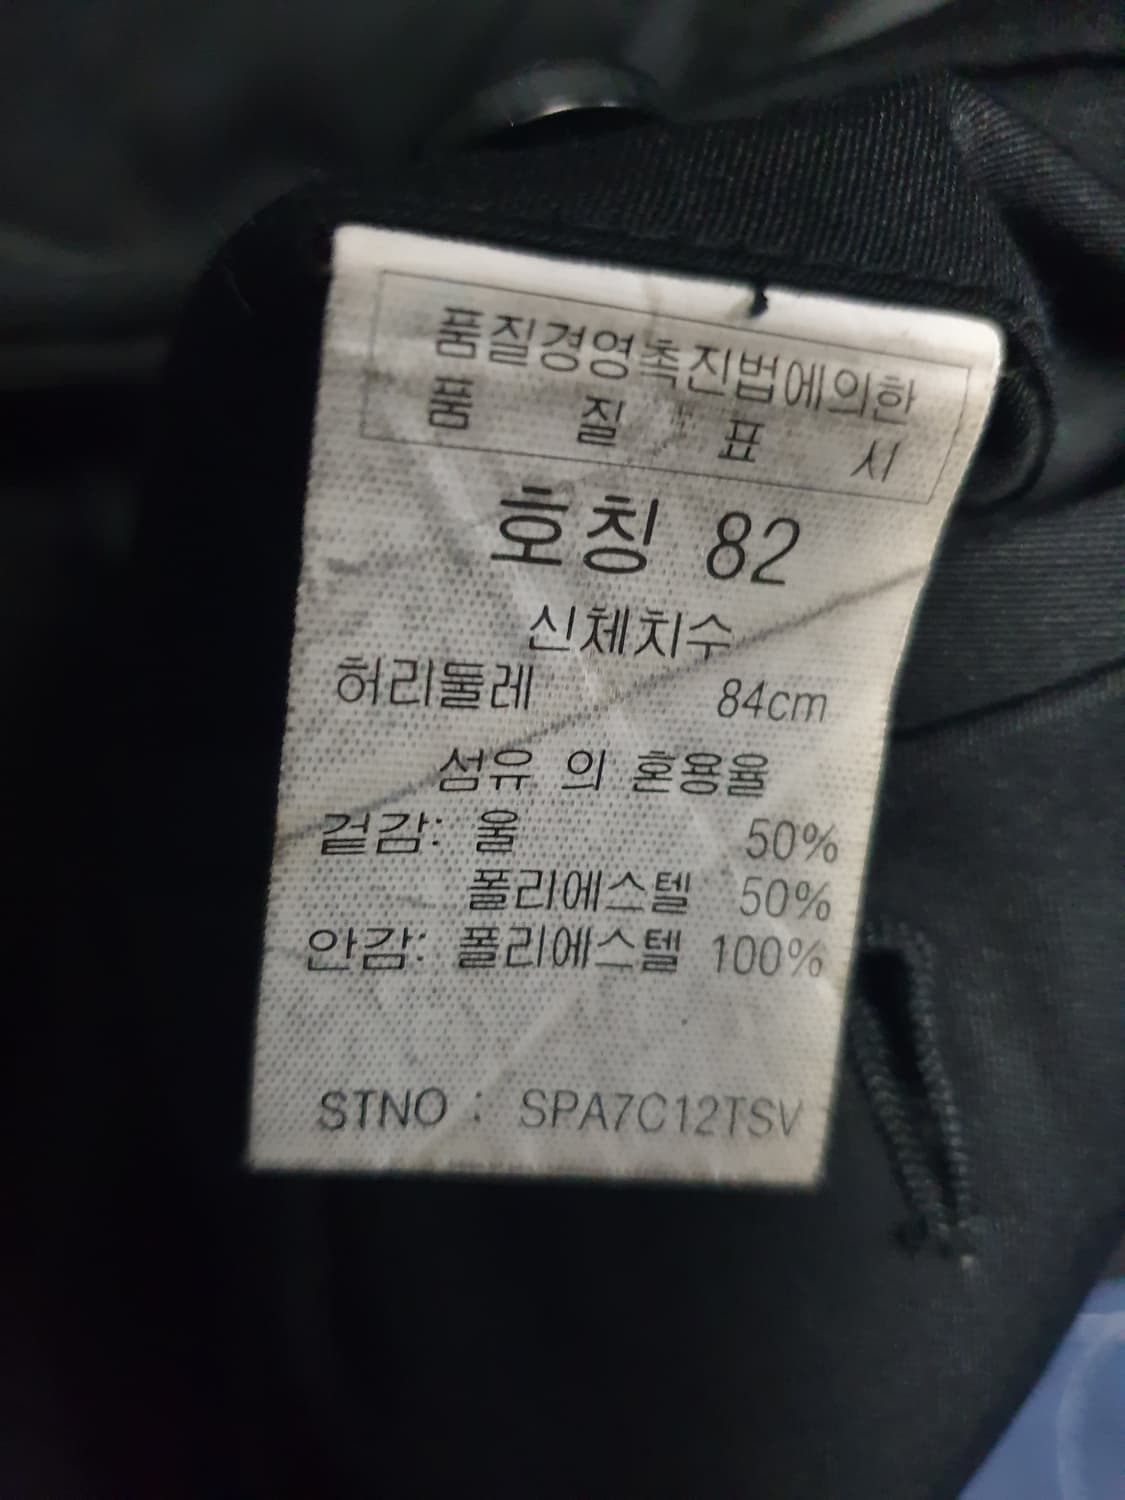 품질경영촉진법에의한
품 질 표 시
호칭 82
신체치수
허리둘레 84cm
섬유 의 혼용율
겉감: 울 50%
폴리에스텔 50%
안감: 폴리에스텔 100%
STNO : SPA7C12TSV